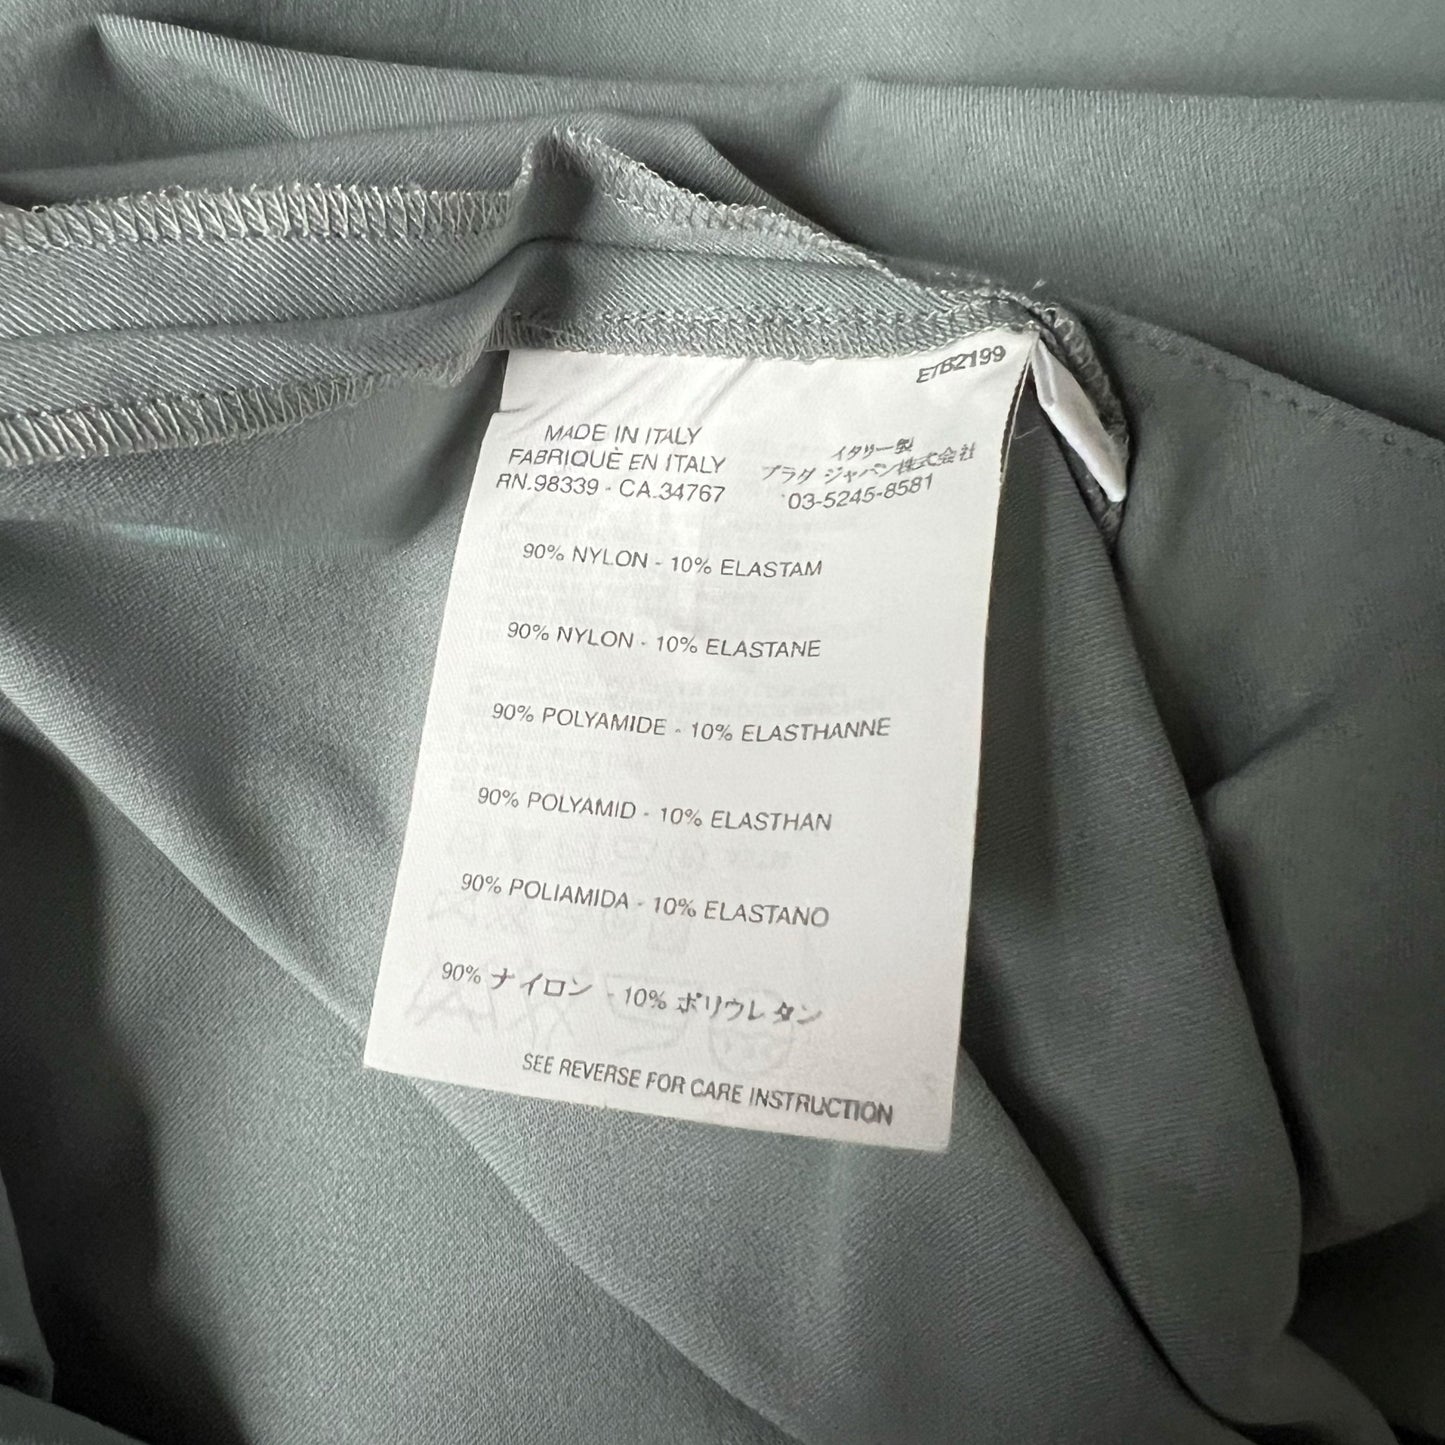 ETB2199
MADE IN ITALY
FABRIQUÈ EN ITALY
RN.98339 - CA.34767
イタリー製
プラダ ジャパン株式会社
03-5245-8581
90% NYLON - 10% ELASTAM
90% NYLON - 10% ELASTANE
90% POLYAMIDE - 10% ELASTHANNE
90% POLYAMID - 10% ELASTHAN
90% POLIAMIDA - 10% ELASTANO
90% ナイロン - 10% ポリウレタン
SEE REVERSE FOR CARE INSTRUCTION